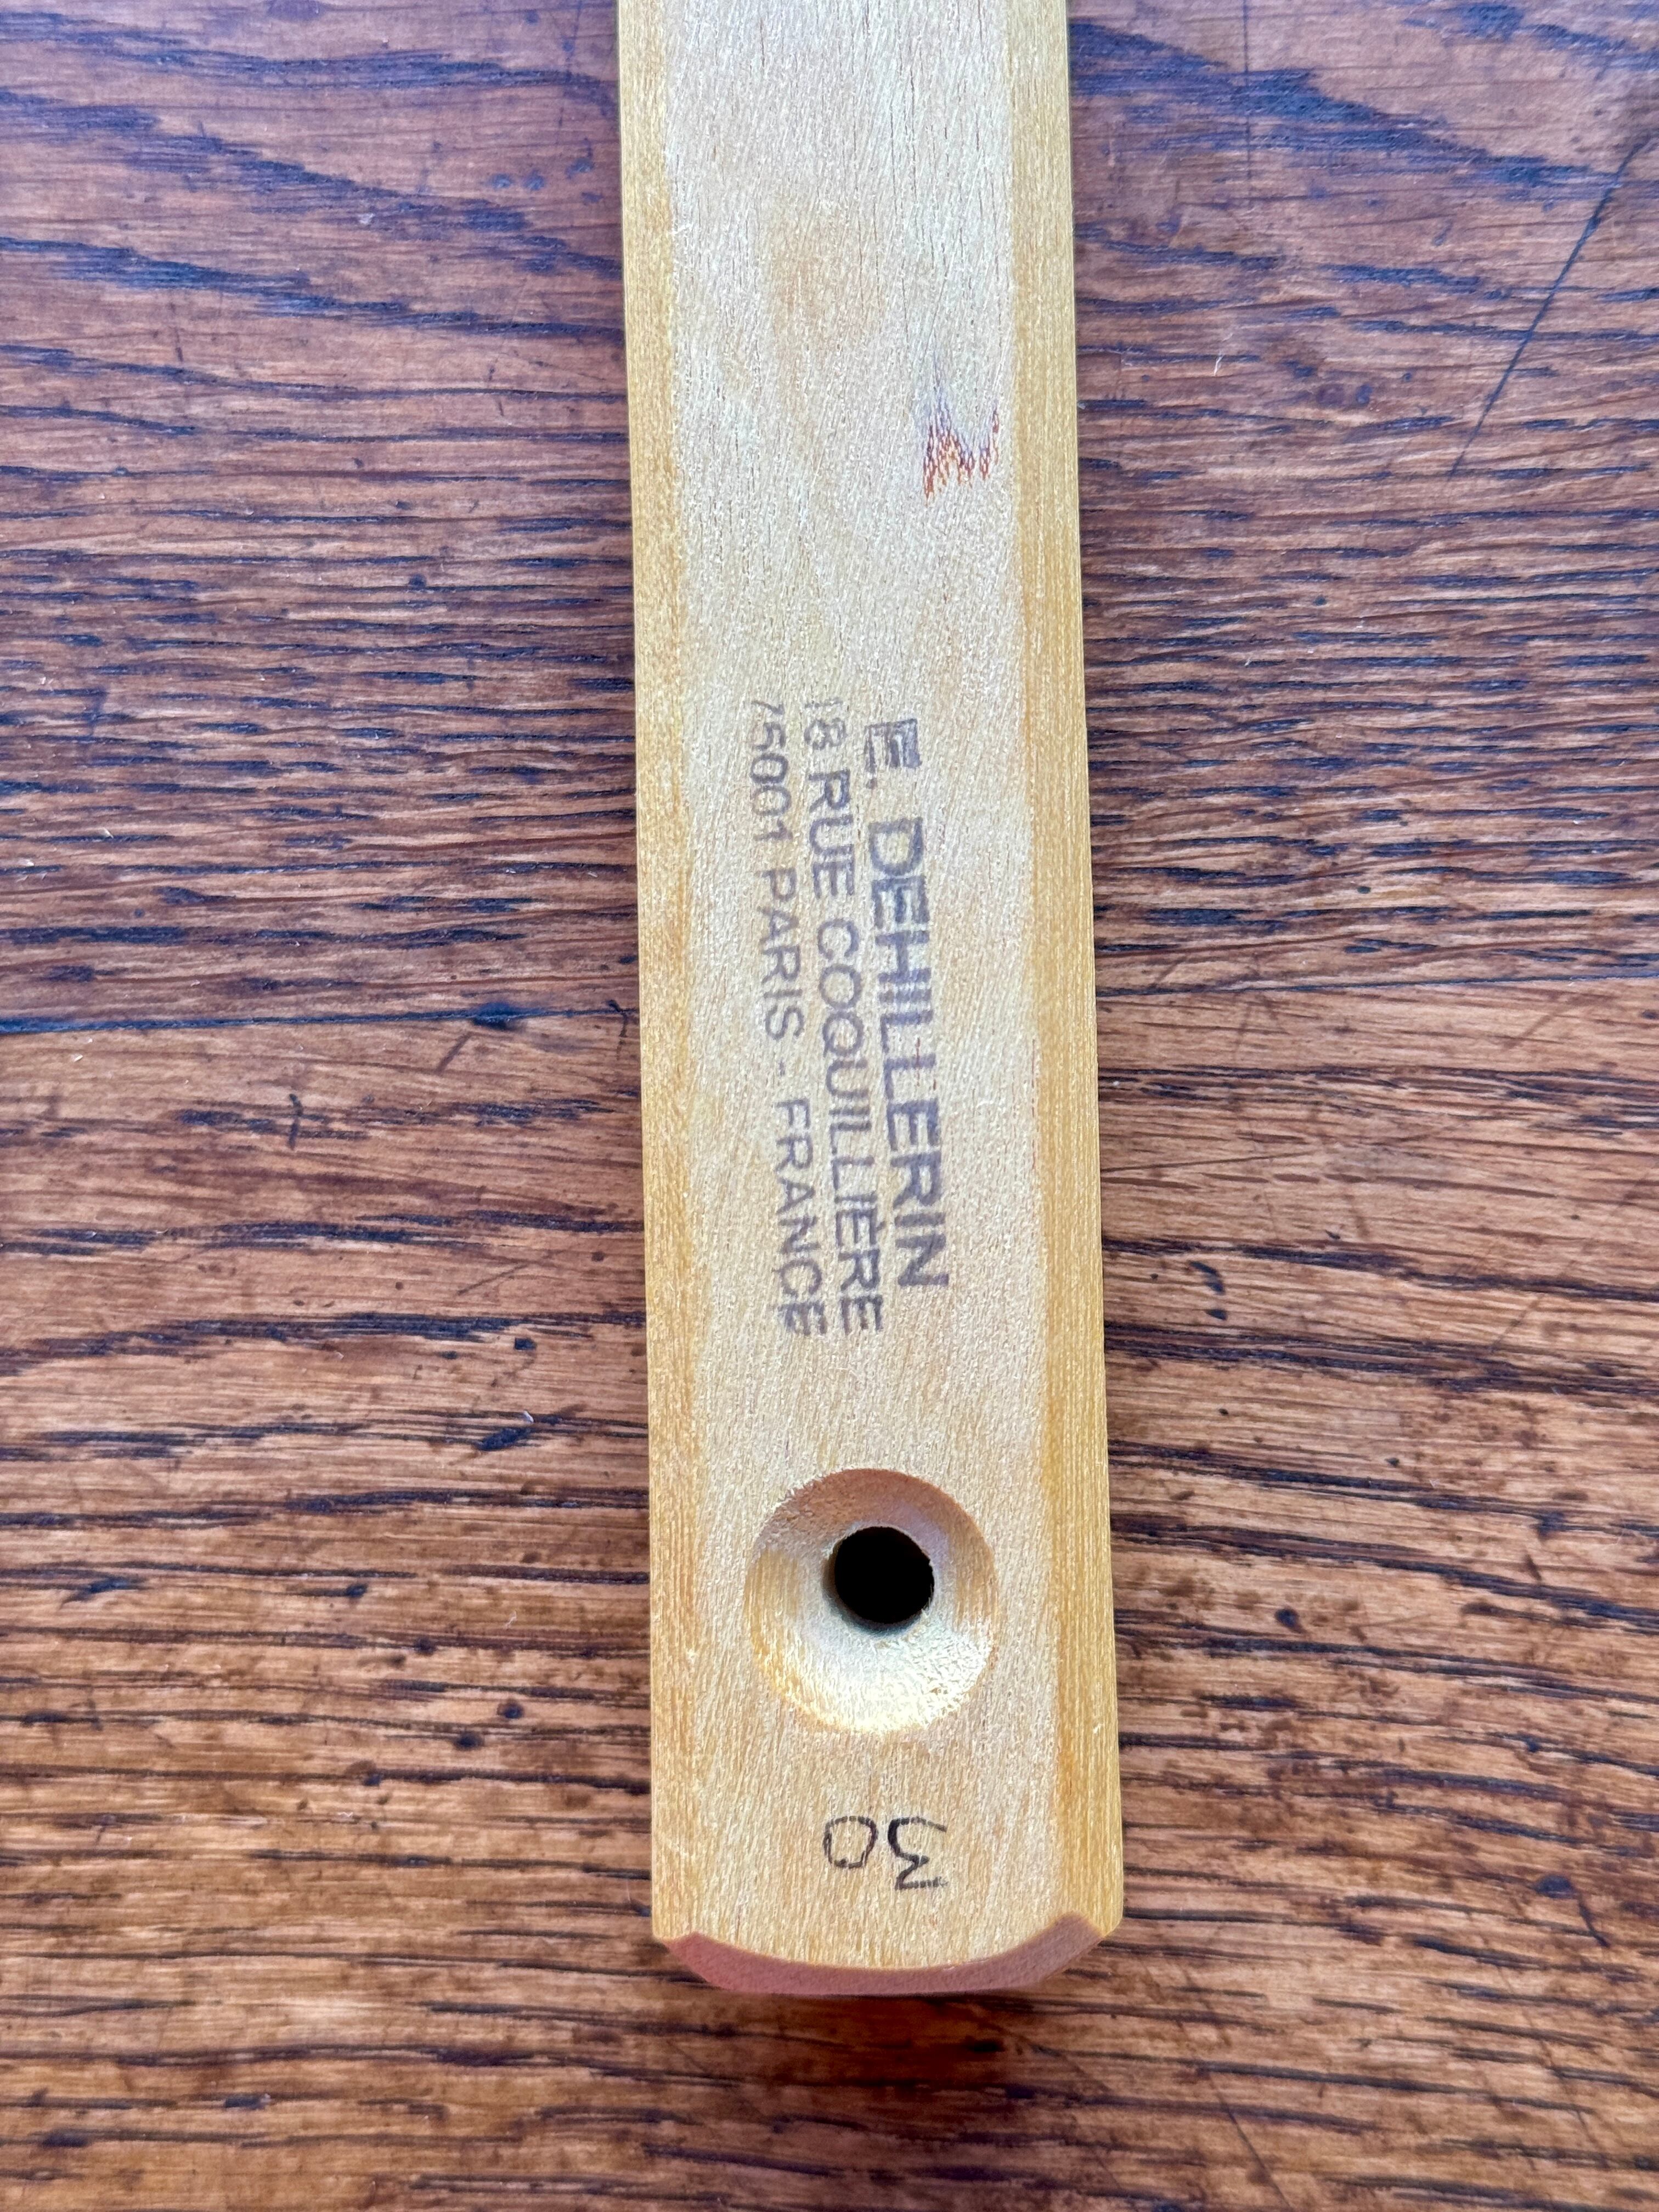 E. DEHILLERIN
18 RUE COQUILLIÈRE
75001 PARIS - FRANCE
30